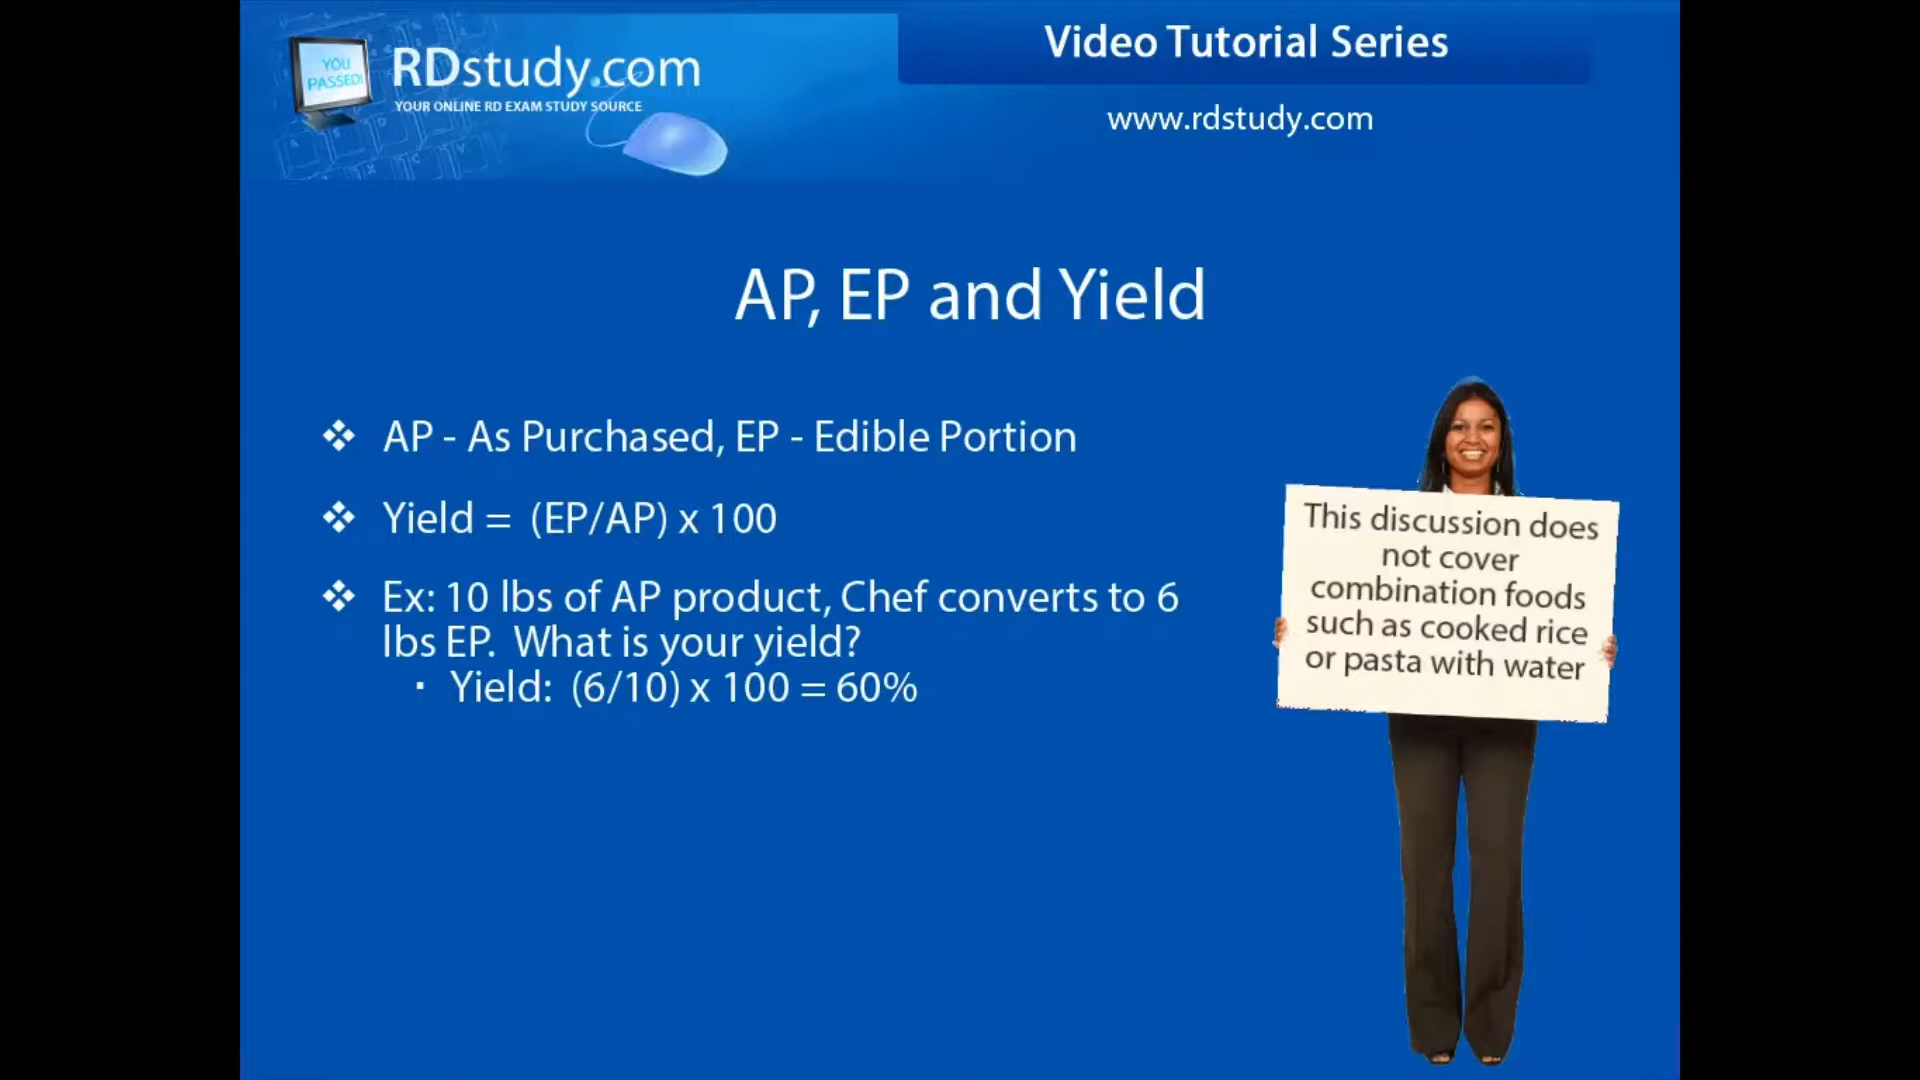 YOU
PASSED!
RDstudy.com
YOUR ONLINE RD EXAM STUDY SOURCE
Video Tutorial Series
www.rdstudy.com
AP, EP and Yield
❖ AP - As Purchased, EP - Edible Portion
❖ Yield = (EP/AP) x 100
❖ Ex: 10 lbs of AP product, Chef converts to 6
lbs EP. What is your yield?
▪ Yield: (6/10) x 100 = 60%
This discussion does
not cover
combination foods
such as cooked rice
or pasta with water